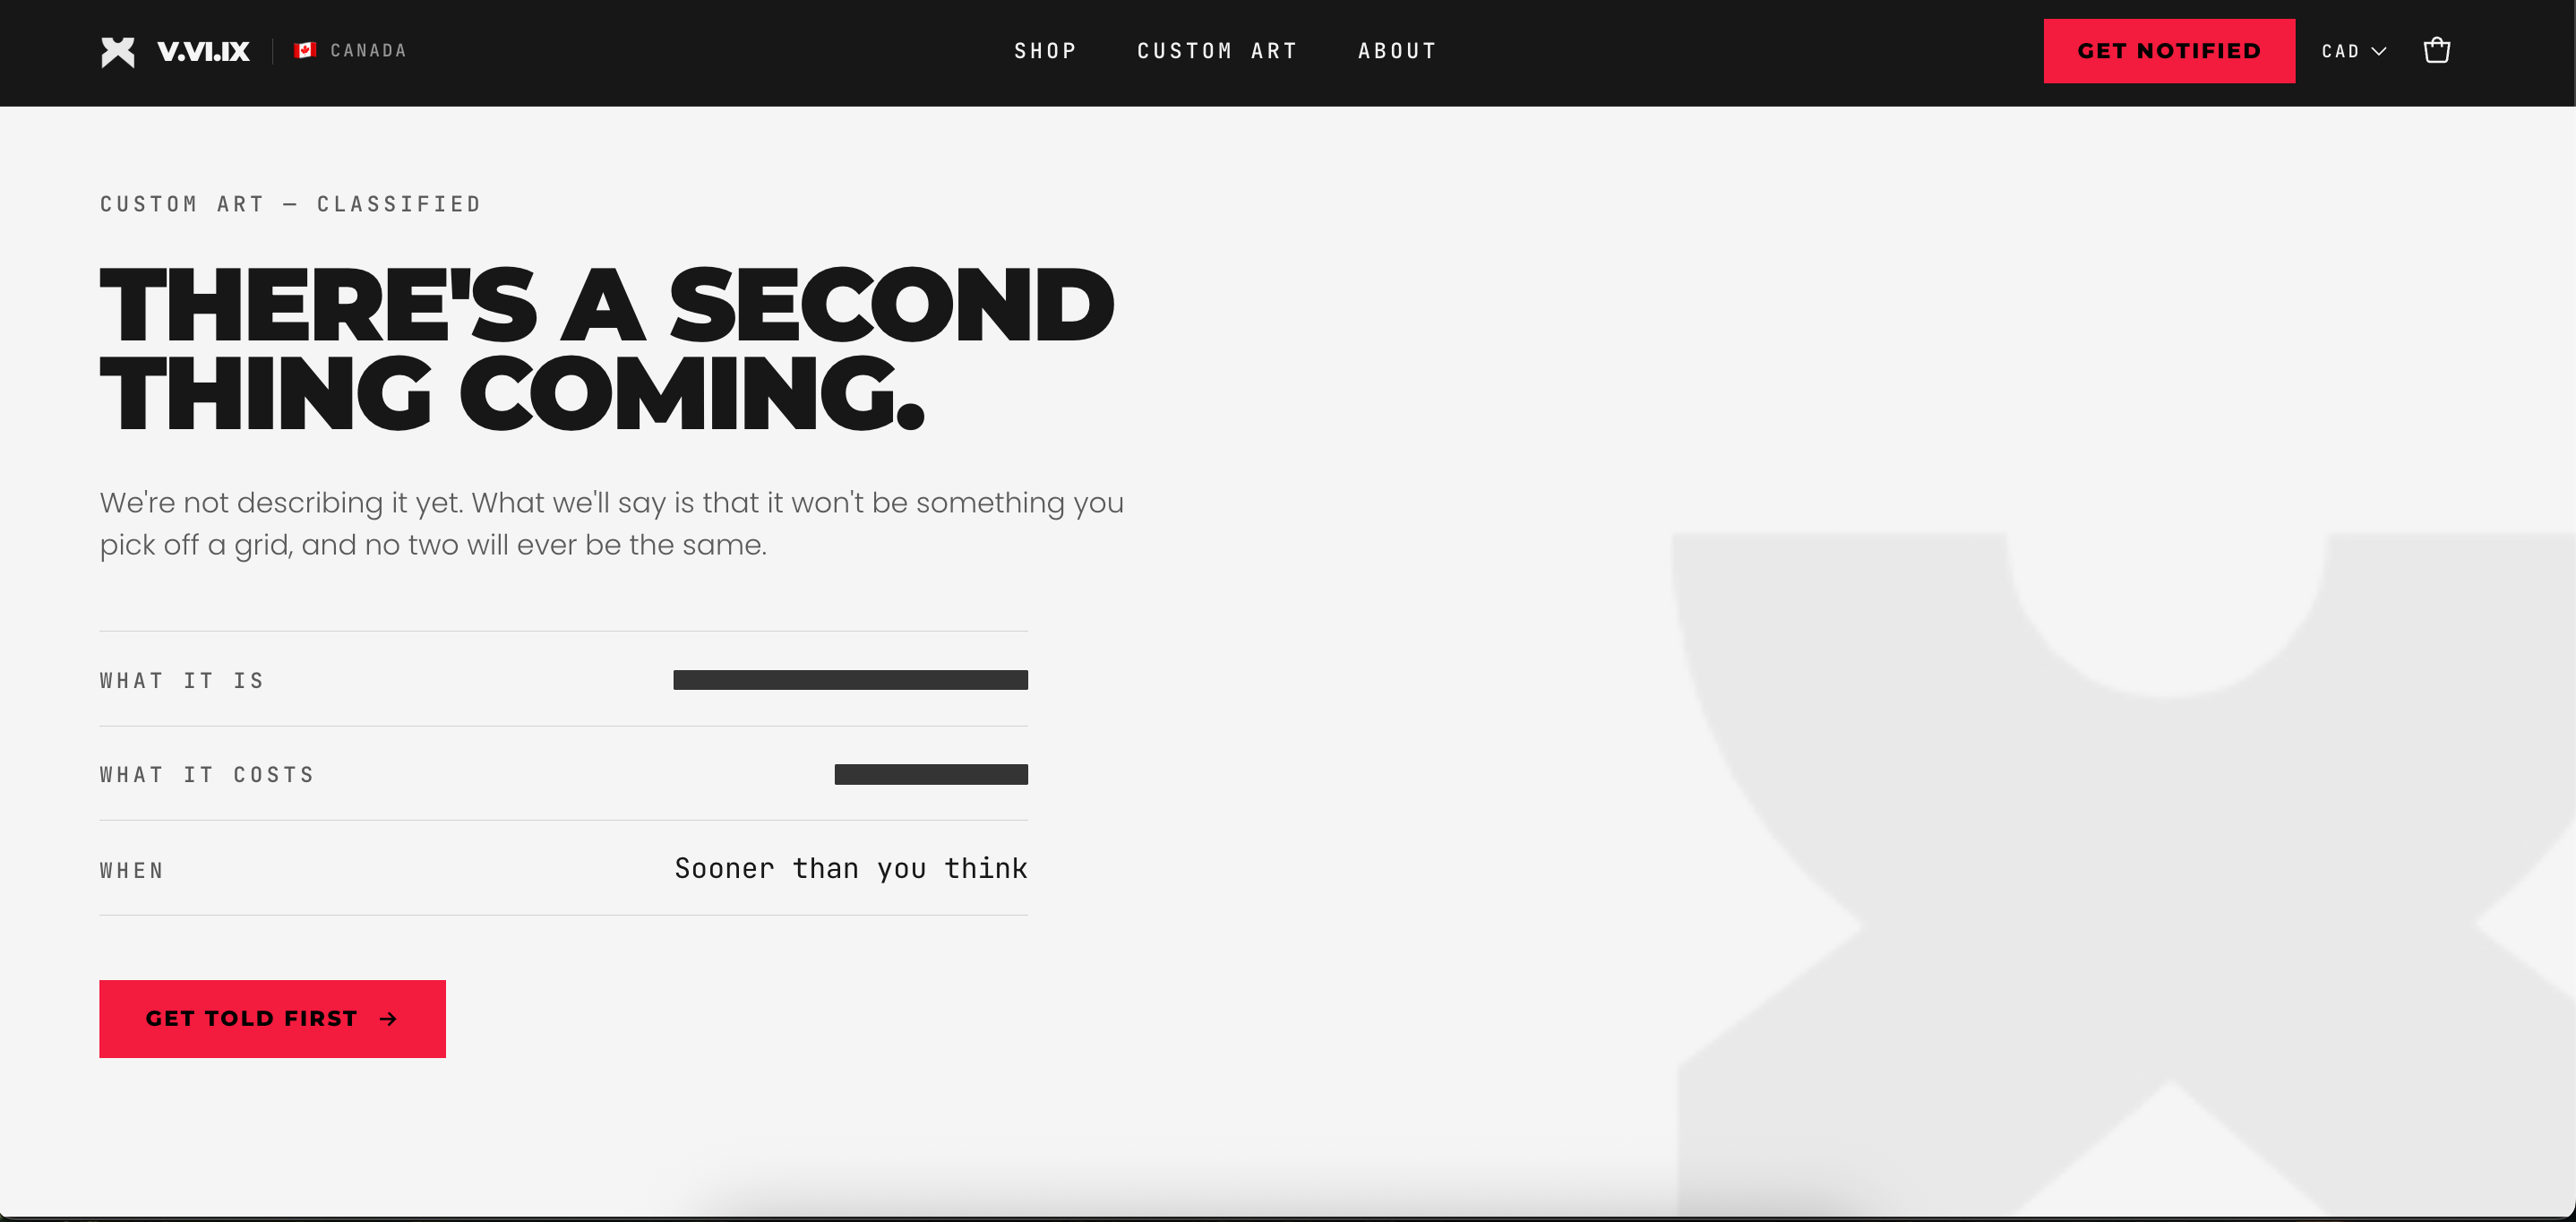 V.VI.IX
CANADA
SHOP
CUSTOM ART
ABOUT
GET NOTIFIED
CAD
CUSTOM ART — CLASSIFIED
THERE'S A SECOND
THING COMING.
We're not describing it yet. What we'll say is that it won't be something you
pick off a grid, and no two will ever be the same.
WHAT IT IS
WHAT IT COSTS
WHEN
Sooner than you think
GET TOLD FIRST →